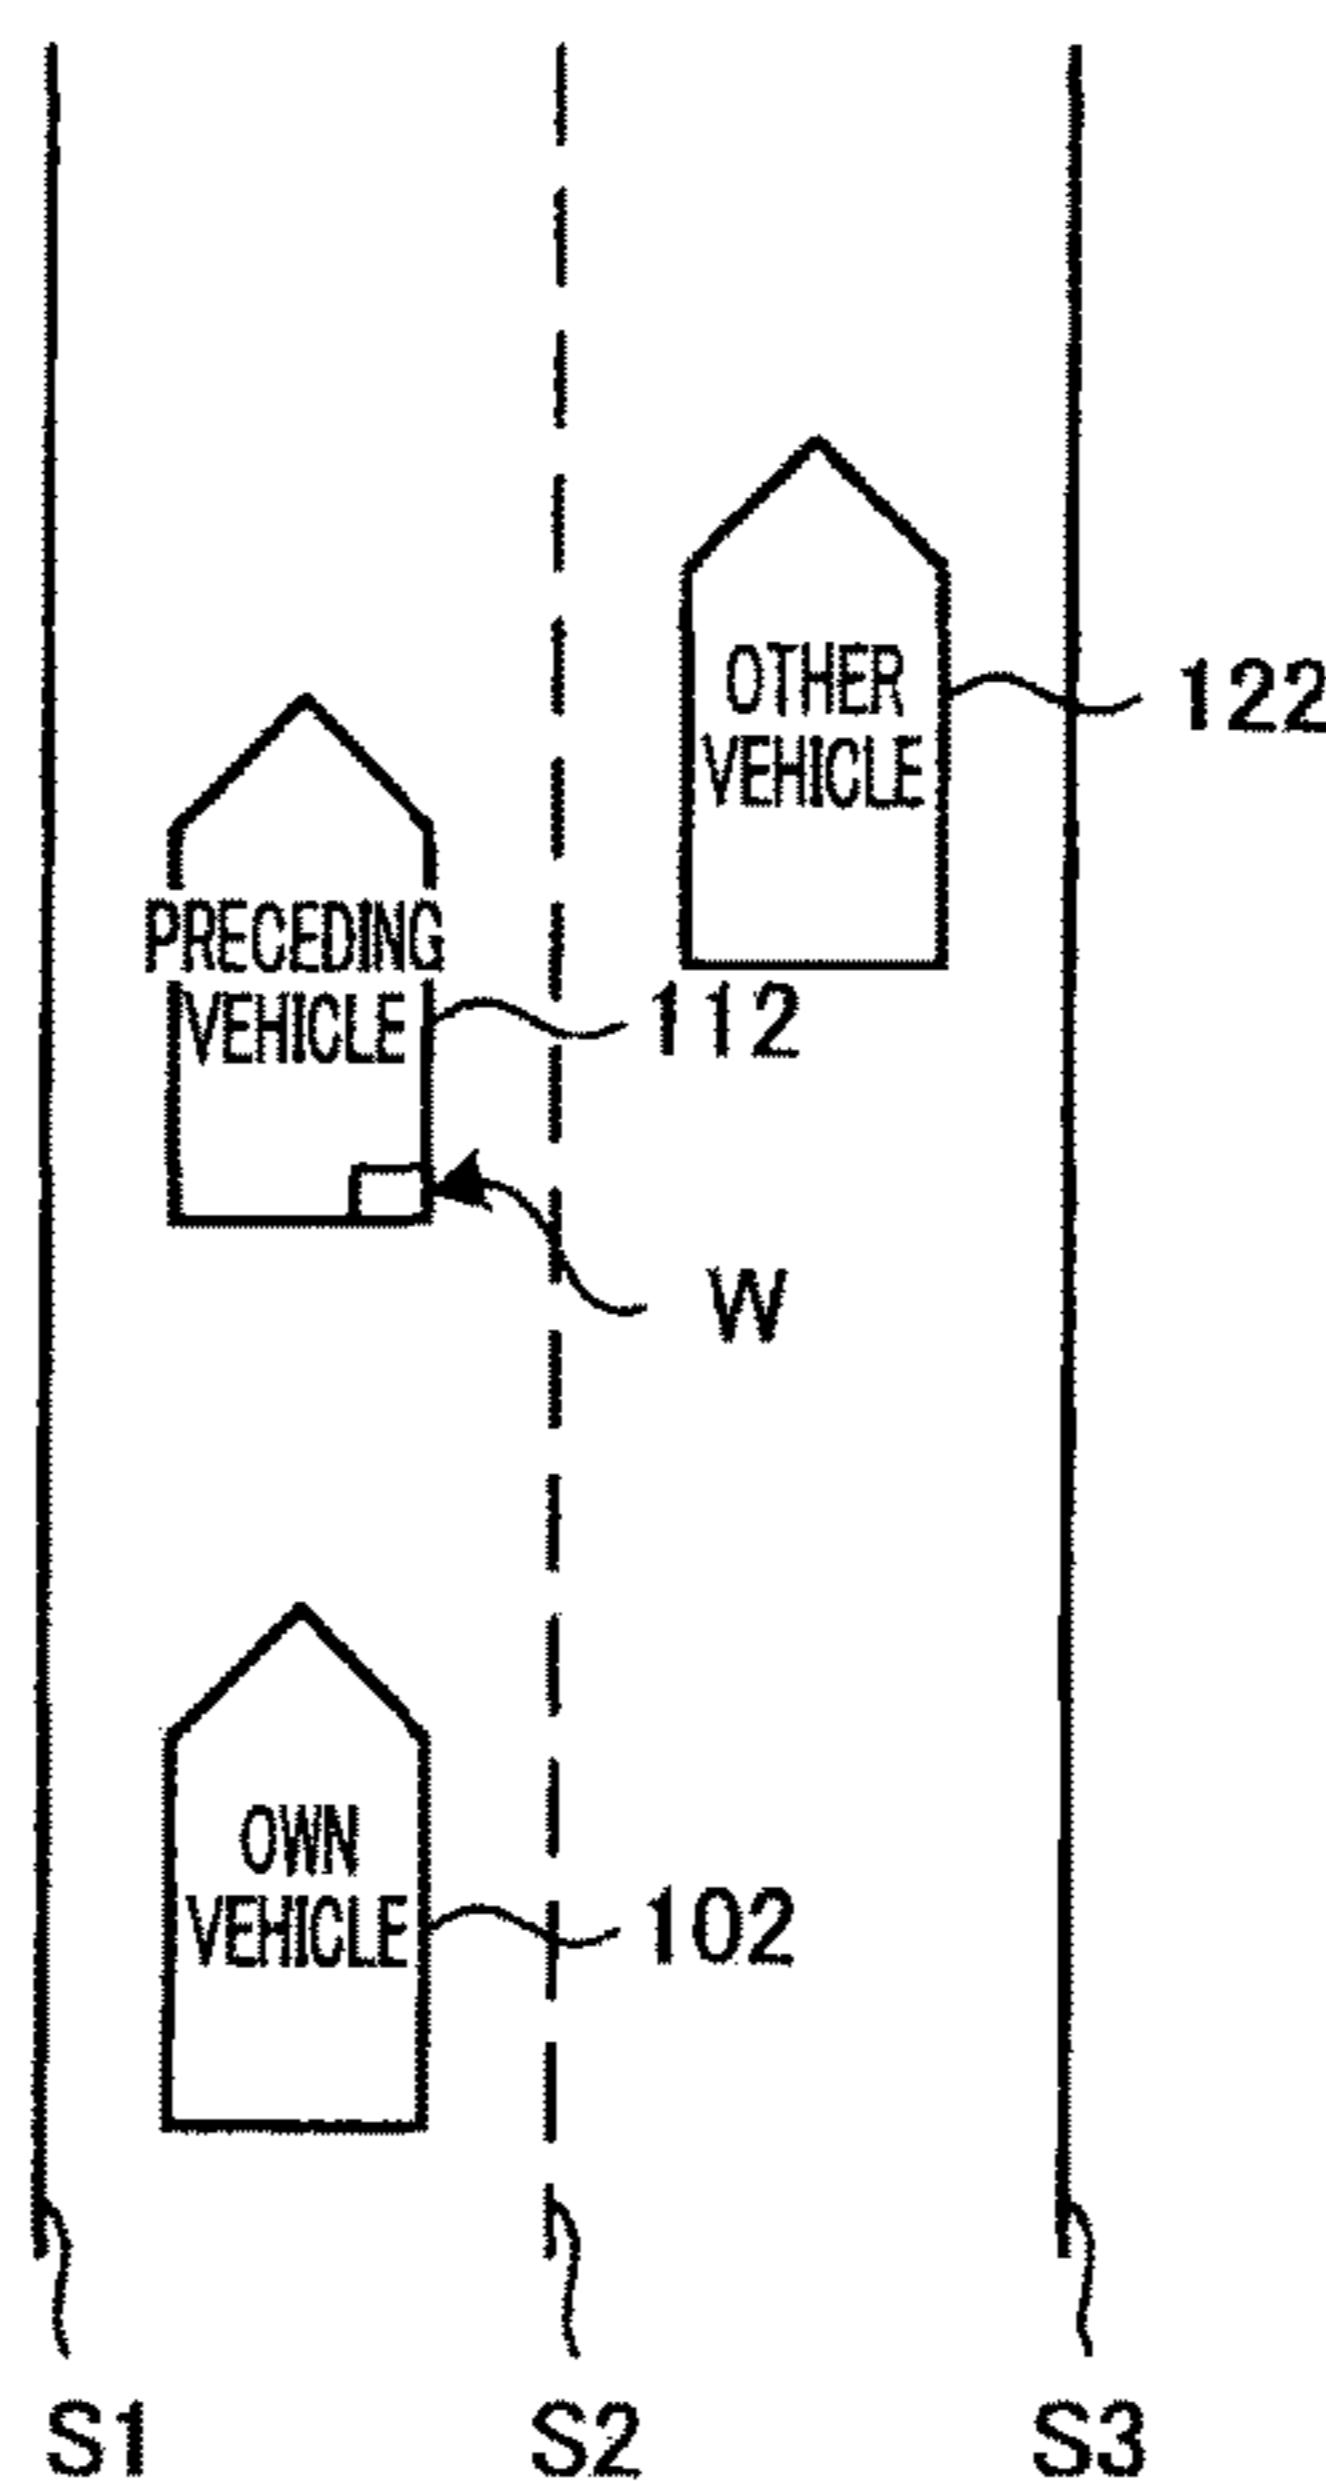 OTHER
VEHICLE
122
PRECEDING
VEHICLE
112
W
OWN
VEHICLE
102
S1 S2 S3